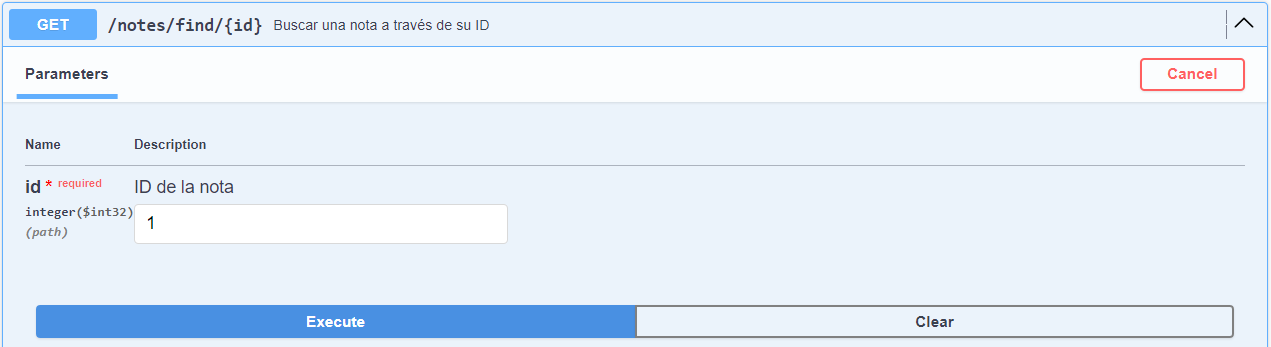 GET /notes/find/{id} Buscar una nota a través de su ID
Parameters Cancel
Name Description
id * required ID de la nota
integer($int32) 1
(path)
Execute Clear